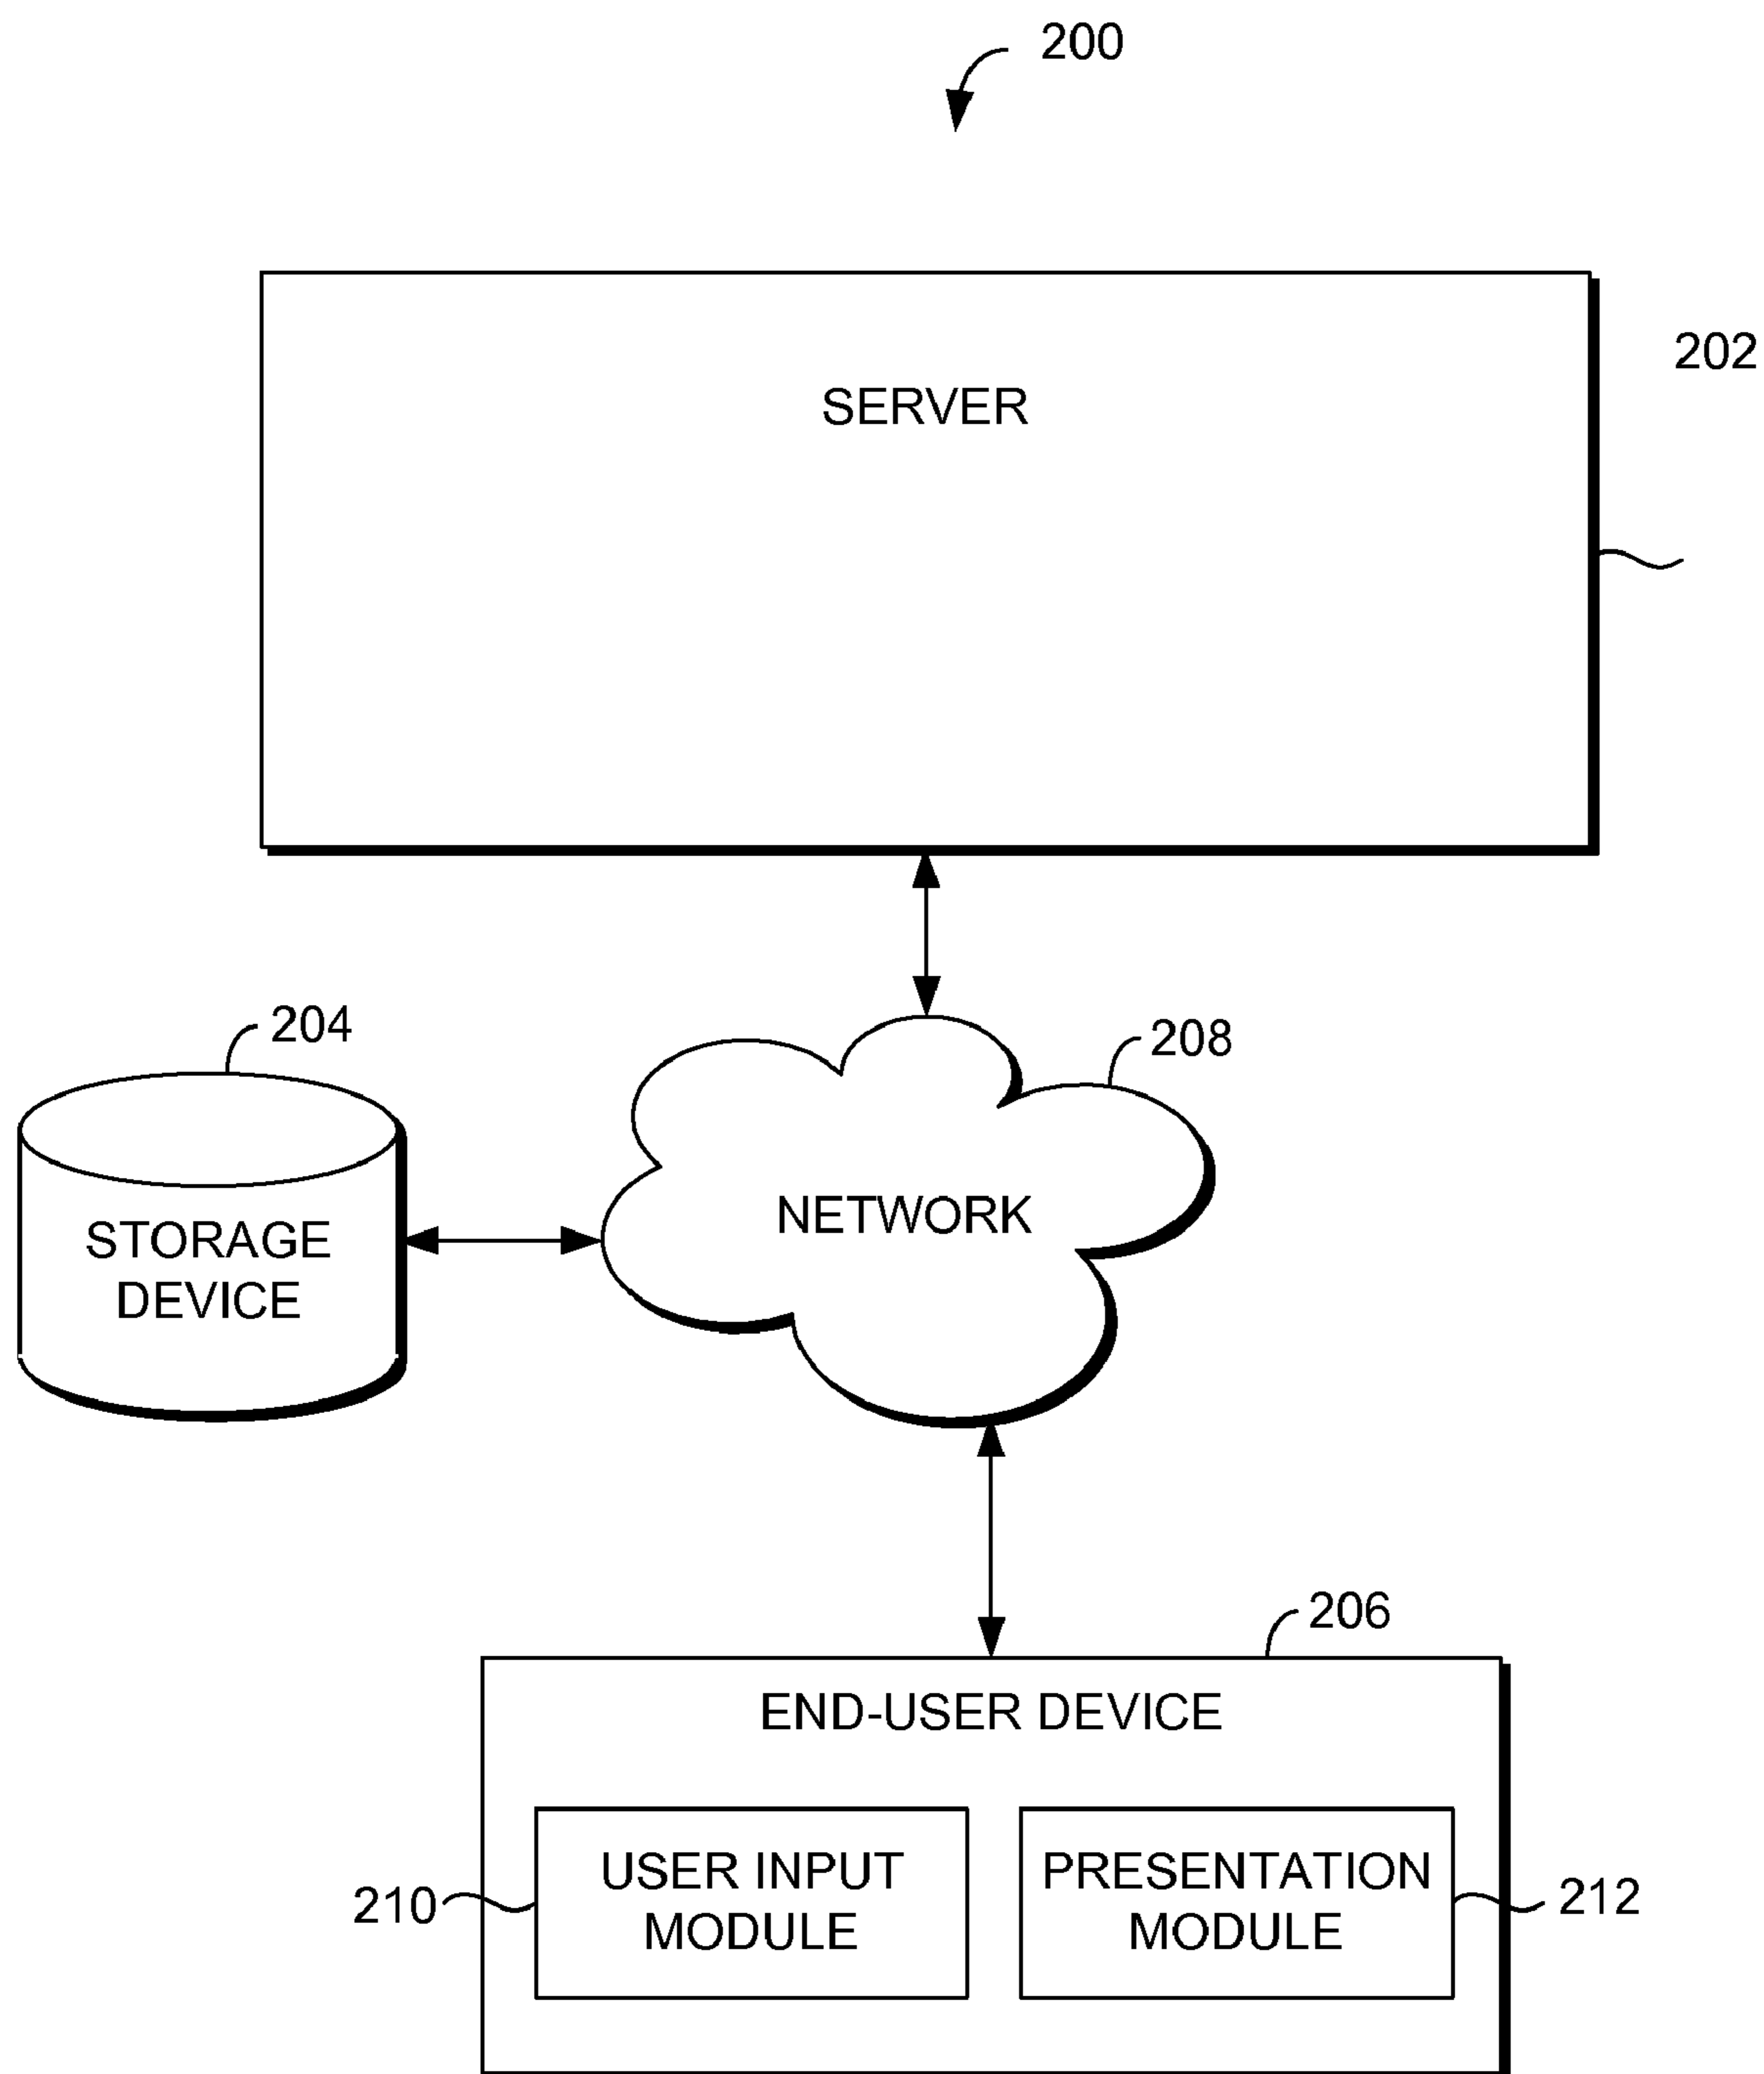 200
202
SERVER
204
208
STORAGE
DEVICE
NETWORK
206
END-USER DEVICE
210
USER INPUT
MODULE
PRESENTATION
MODULE
212